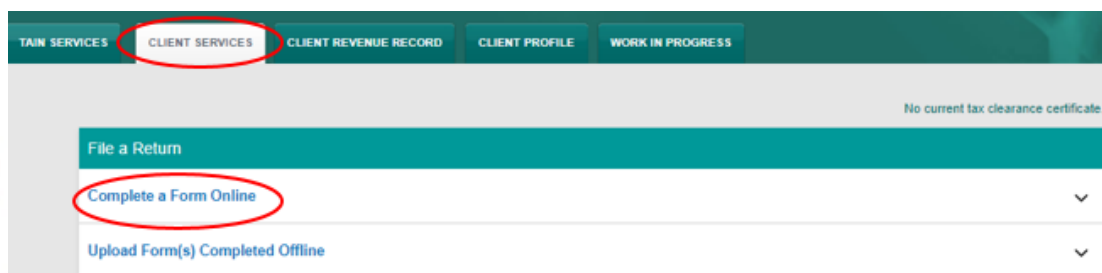 TAIN SERVICES CLIENT SERVICES CLIENT REVENUE RECORD CLIENT PROFILE WORK IN PROGRESS
No current tax clearance certificate
File a Return
Complete a Form Online
Upload Form(s) Completed Offline